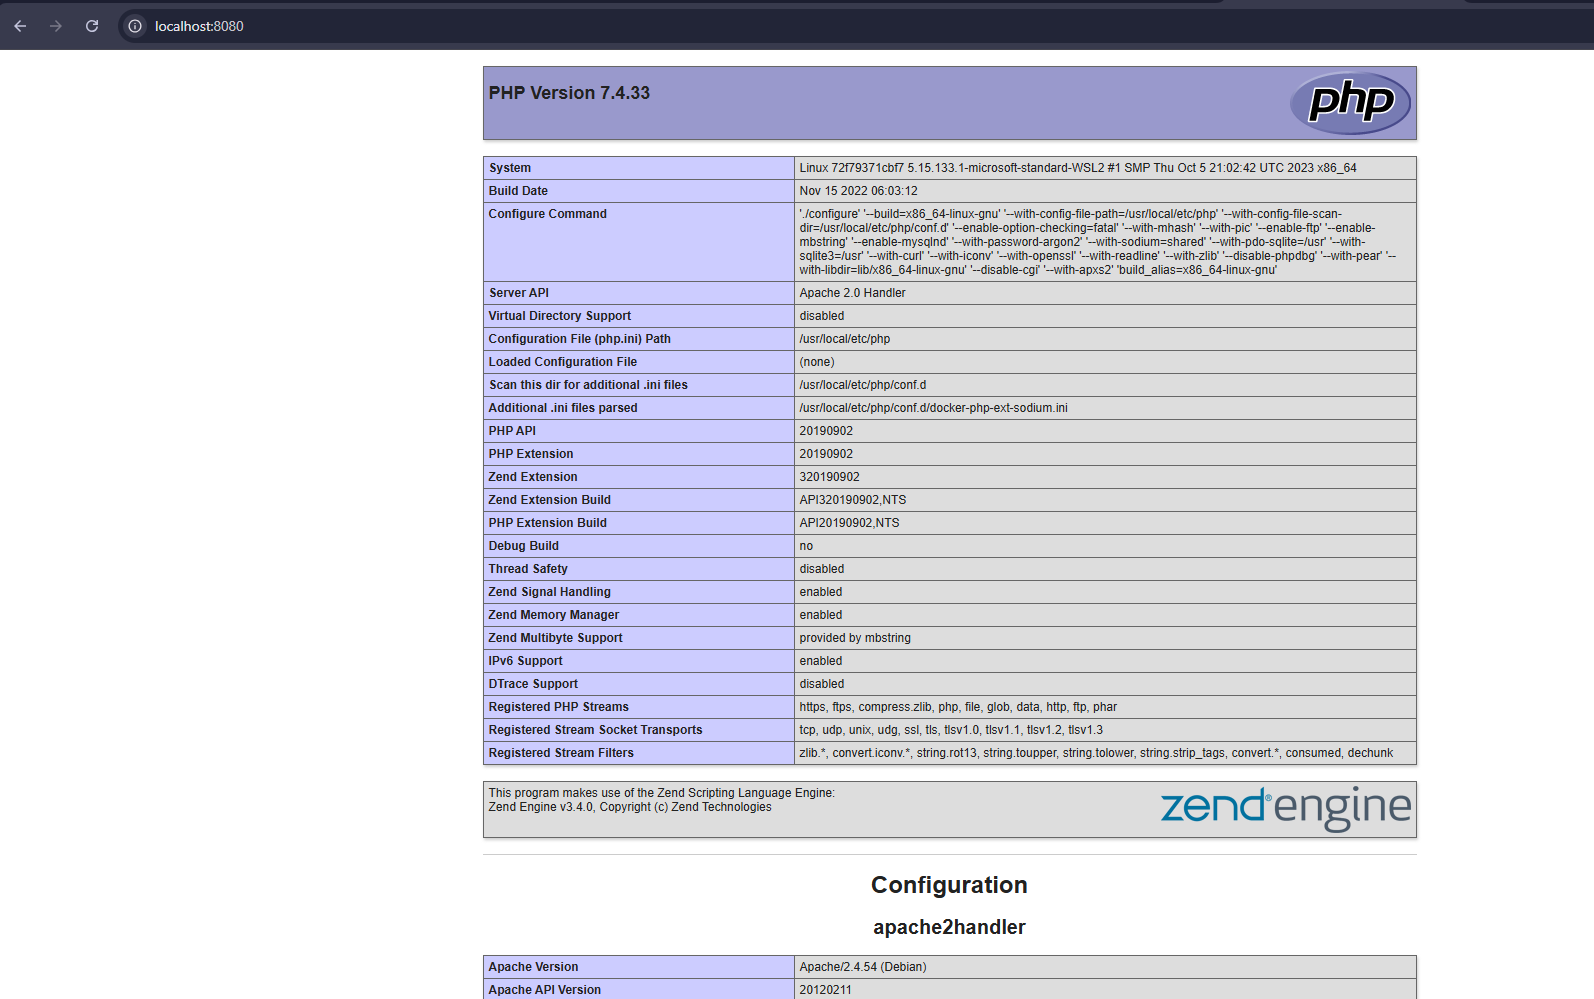 localhost:8080
PHP Version 7.4.33
php
System Linux 72f79371cbf7 5.15.133.1-microsoft-standard-WSL2 #1 SMP Thu Oct 5 21:02:42 UTC 2023 x86_64
Build Date Nov 15 2022 06:03:12
Configure Command './configure' '--build=x86_64-linux-gnu' '--with-config-file-path=/usr/local/etc/php' '--with-config-file-scan-
dir=/usr/local/etc/php/conf.d' '--enable-option-checking=fatal' '--with-mhash' '--with-pic' '--enable-ftp' '--enable-
mbstring' '--enable-mysqlnd' '--with-password-argon2' '--with-sodium=shared' '--with-pdo-sqlite=/usr' '--with-
sqlite3=/usr' '--with-curl' '--with-iconv' '--with-openssl' '--with-readline' '--with-zlib' '--disable-phpdbg' '--with-pear' '--
with-libdir=lib/x86_64-linux-gnu' '--disable-cgi' '--with-apxs2' 'build_alias=x86_64-linux-gnu'
Server API Apache 2.0 Handler
Virtual Directory Support disabled
Configuration File (php.ini) Path /usr/local/etc/php
Loaded Configuration File (none)
Scan this dir for additional .ini files /usr/local/etc/php/conf.d
Additional .ini files parsed /usr/local/etc/php/conf.d/docker-php-ext-sodium.ini
PHP API 20190902
PHP Extension 20190902
Zend Extension 320190902
Zend Extension Build API320190902,NTS
PHP Extension Build API20190902,NTS
Debug Build no
Thread Safety disabled
Zend Signal Handling enabled
Zend Memory Manager enabled
Zend Multibyte Support provided by mbstring
IPv6 Support enabled
DTrace Support disabled
Registered PHP Streams https, ftps, compress.zlib, php, file, glob, data, http, ftp, phar
Registered Stream Socket Transports tcp, udp, unix, udg, ssl, tls, tlsv1.0, tlsv1.1, tlsv1.2, tlsv1.3
Registered Stream Filters zlib.*, convert.iconv.*, string.rot13, string.toupper, string.tolower, string.strip_tags, convert.*, consumed, dechunk
This program makes use of the Zend Scripting Language Engine:
Zend Engine v3.4.0, Copyright (c) Zend Technologies
zend® engine
Configuration
apache2handler
Apache Version Apache/2.4.54 (Debian)
Apache API Version 20120211